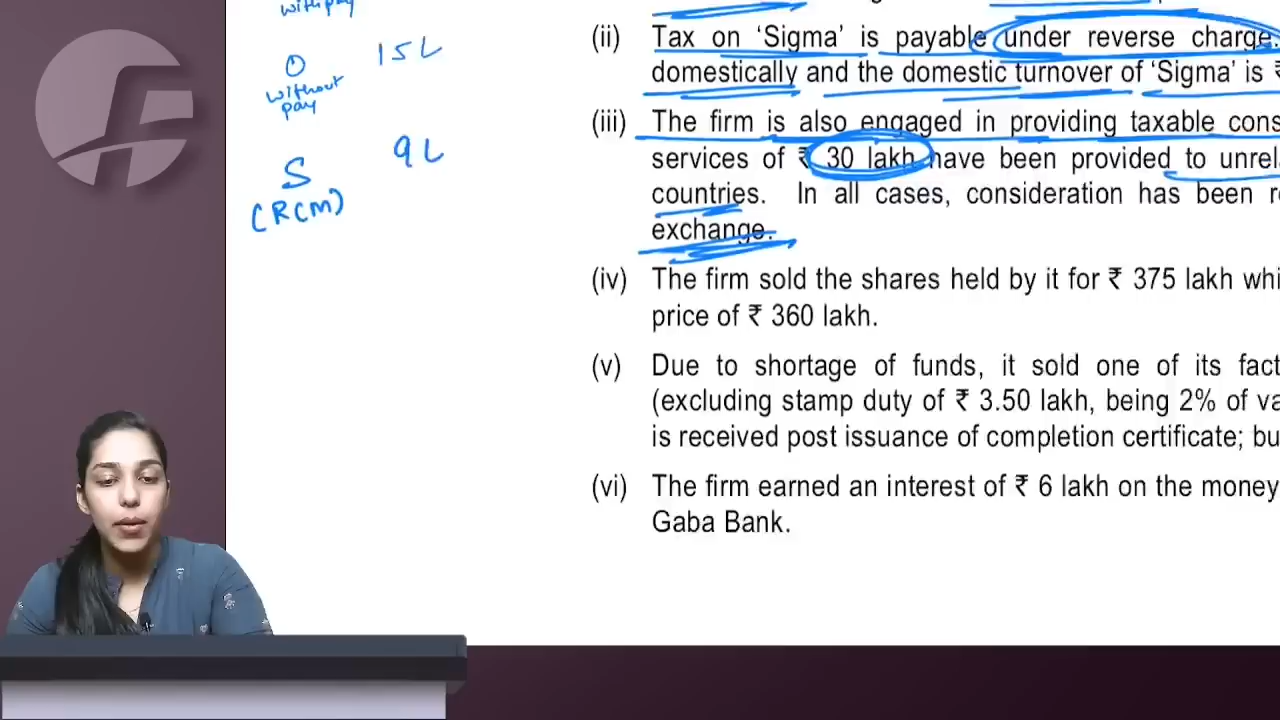 with pay
15 L
without
pay
9 L
S
(RCM)
(ii) Tax on ‘Sigma’ is payable under reverse charge
domestically and the domestic turnover of ‘Sigma’ is ₹
(iii) The firm is also engaged in providing taxable cons
services of ₹ 30 lakh have been provided to unrel
countries. In all cases, consideration has been re
exchange.
(iv) The firm sold the shares held by it for ₹ 375 lakh whi
price of ₹ 360 lakh.
(v) Due to shortage of funds, it sold one of its fact
(excluding stamp duty of ₹ 3.50 lakh, being 2% of va
is received post issuance of completion certificate; bu
(vi) The firm earned an interest of ₹ 6 lakh on the money
Gaba Bank.